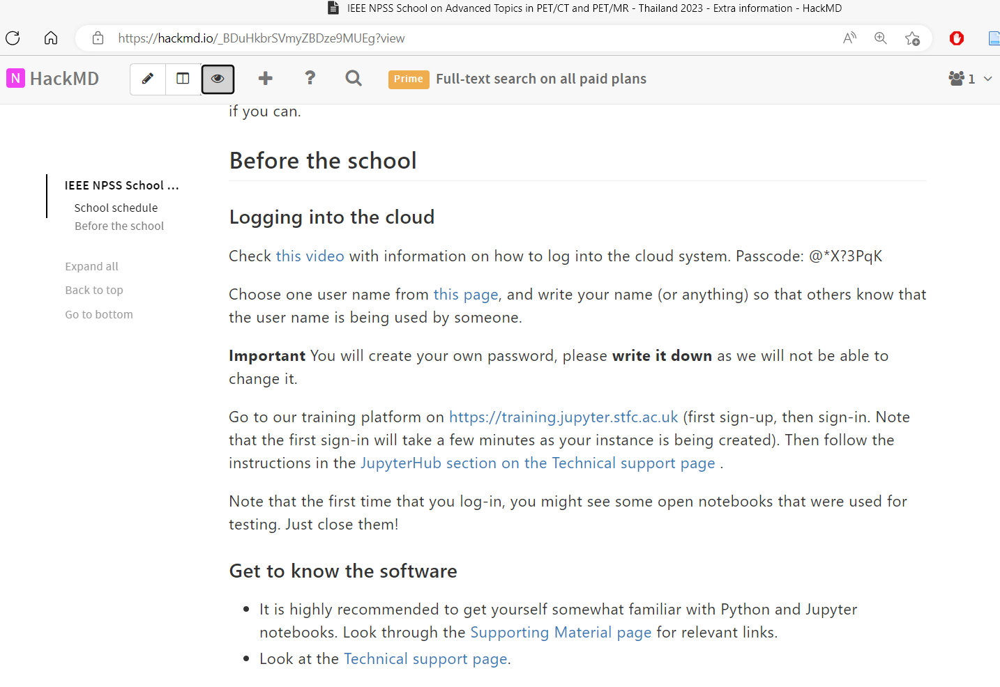 IEEE NPSS School on Advanced Topics in PET/CT and PET/MR - Thailand 2023 - Extra information - HackMD
https://hackmd.io/_BDuHkbrSVmyZBDze9MUEg?view
N HackMD
Prime Full-text search on all paid plans
1
if you can.
Before the school
IEEE NPSS School ...
School schedule
Before the school
Expand all
Back to top
Go to bottom
Logging into the cloud
Check this video with information on how to log into the cloud system. Passcode: @*X?3PqK
Choose one user name from this page, and write your name (or anything) so that others know that
the user name is being used by someone.
Important You will create your own password, please write it down as we will not be able to
change it.
Go to our training platform on https://training.jupyter.stfc.ac.uk (first sign-up, then sign-in. Note
that the first sign-in will take a few minutes as your instance is being created). Then follow the
instructions in the JupyterHub section on the Technical support page .
Note that the first time that you log-in, you might see some open notebooks that were used for
testing. Just close them!
Get to know the software
• It is highly recommended to get yourself somewhat familiar with Python and Jupyter
notebooks. Look through the Supporting Material page for relevant links.
• Look at the Technical support page.